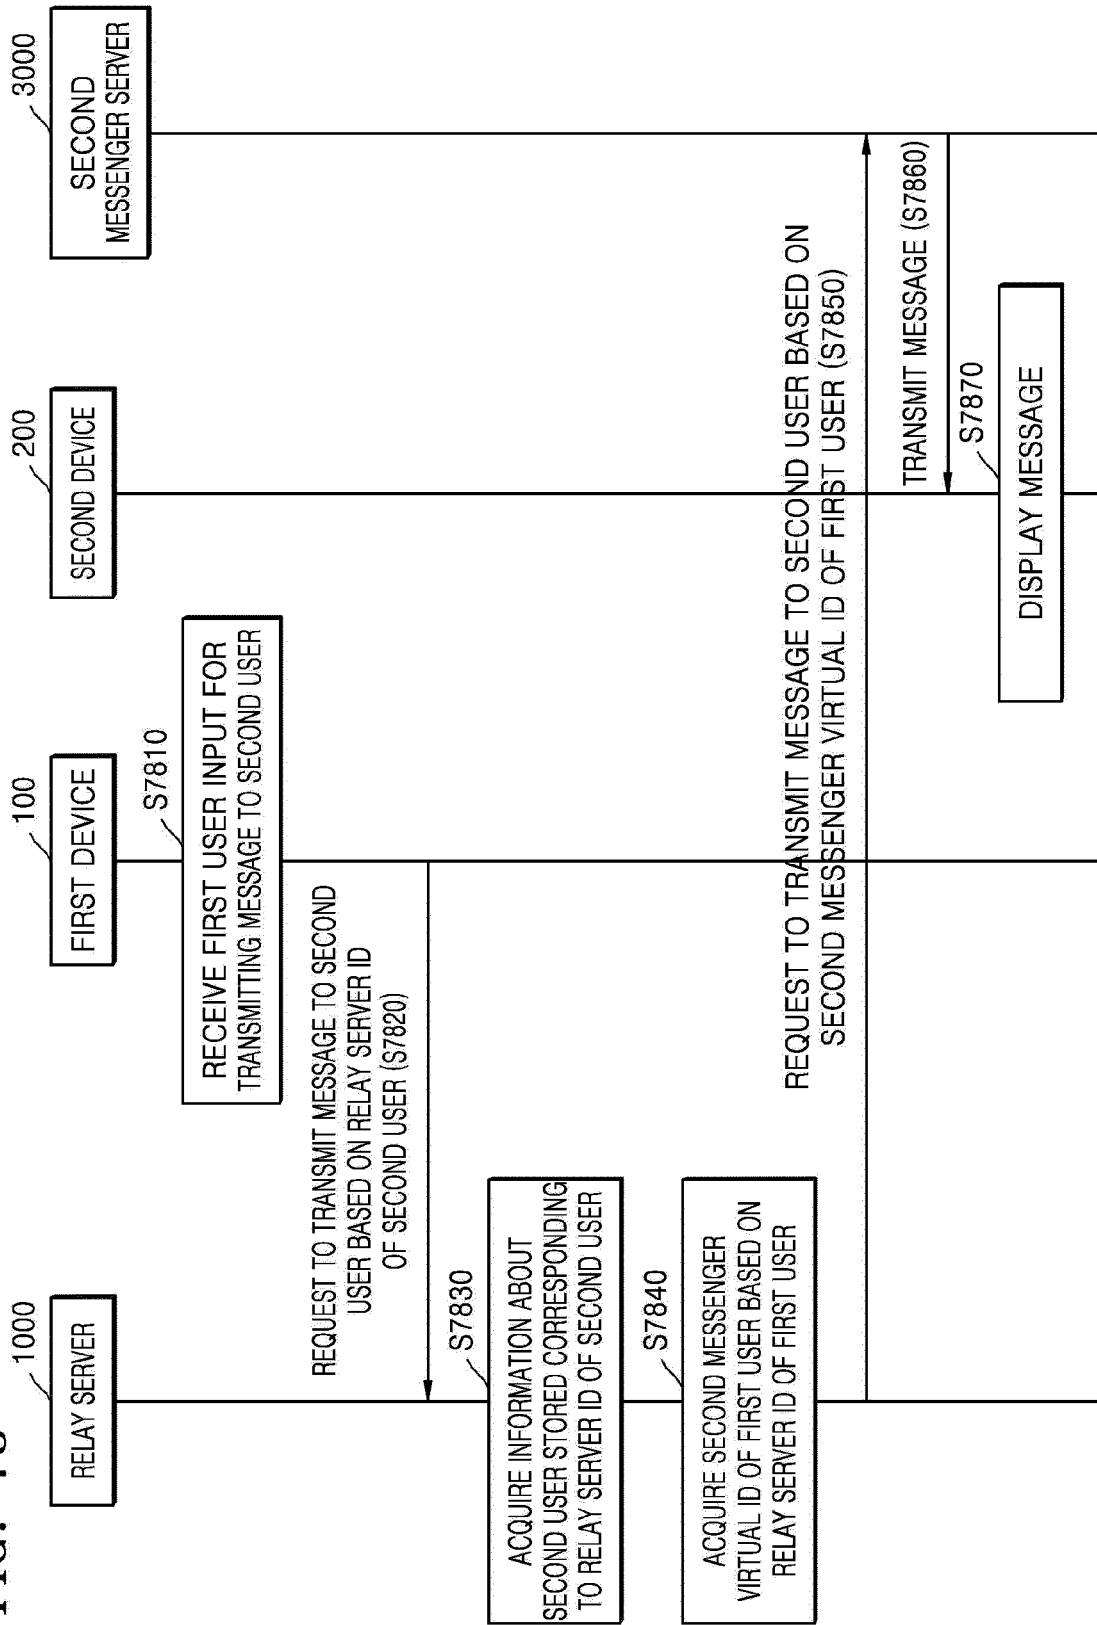 1000
RELAY SERVER
100
FIRST DEVICE
200
SECOND DEVICE
3000
SECOND
MESSENGER SERVER
S7810
RECEIVE FIRST USER INPUT FOR
TRANSMITTING MESSAGE TO SECOND USER
REQUEST TO TRANSMIT MESSAGE TO SECOND
USER BASED ON RELAY SERVER ID
OF SECOND USER (S7820)
S7830
ACQUIRE INFORMATION ABOUT
SECOND USER STORED CORRESPONDING
TO RELAY SERVER ID OF SECOND USER
S7840
ACQUIRE SECOND MESSENGER
VIRTUAL ID OF FIRST USER BASED ON
RELAY SERVER ID OF FIRST USER
REQUEST TO TRANSMIT MESSAGE TO SECOND USER BASED ON
SECOND MESSENGER VIRTUAL ID OF FIRST USER (S7850)
TRANSMIT MESSAGE (S7860)
S7870
DISPLAY MESSAGE